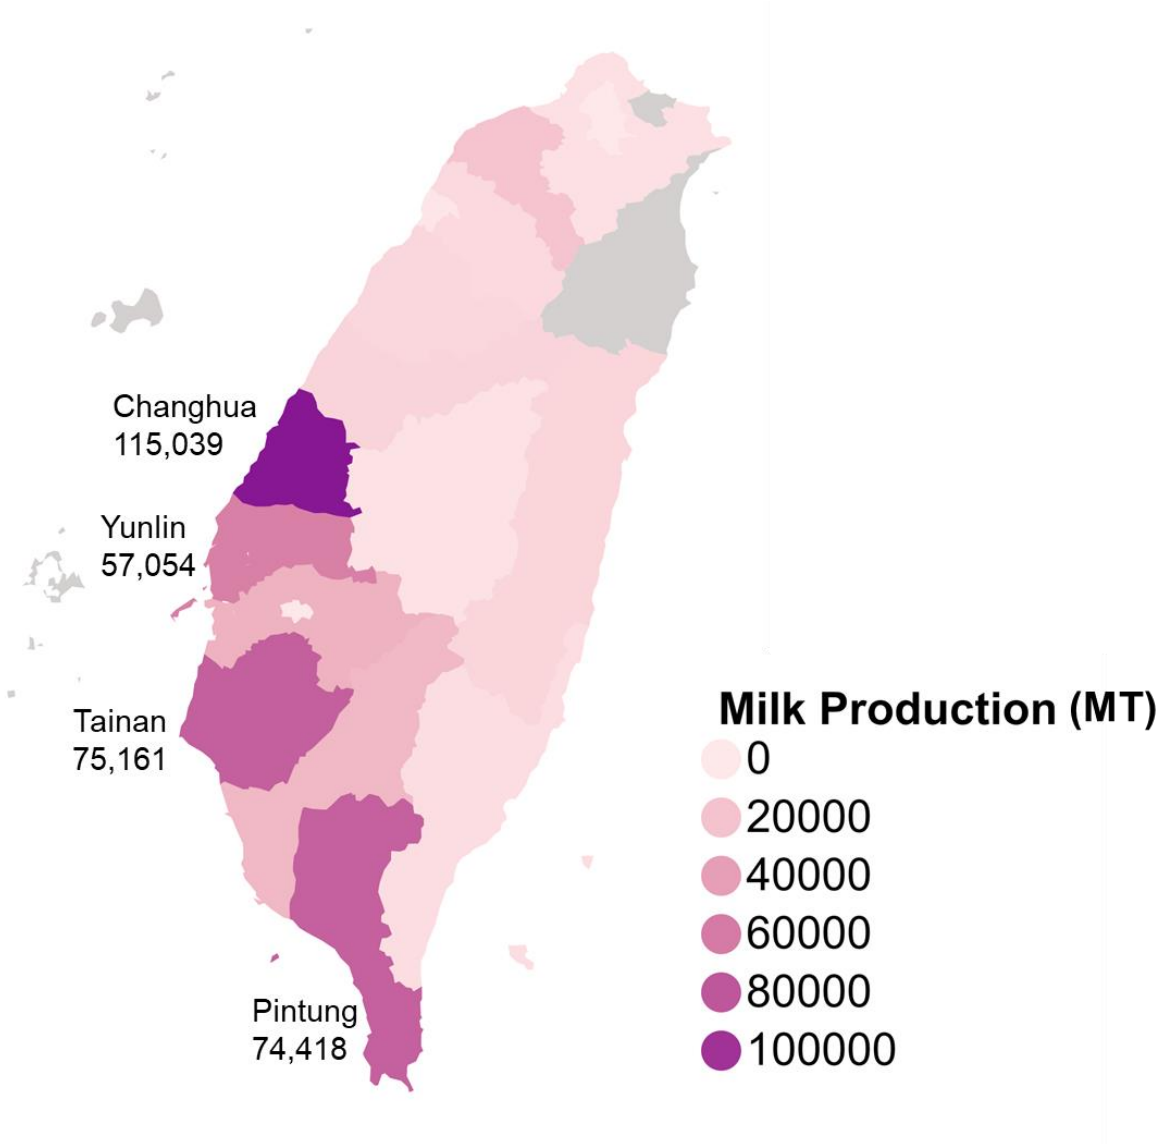 Changhua
115,039
Yunlin
57,054
Tainan
75,161
Pintung
74,418
Milk Production (MT)
0
20000
40000
60000
80000
100000